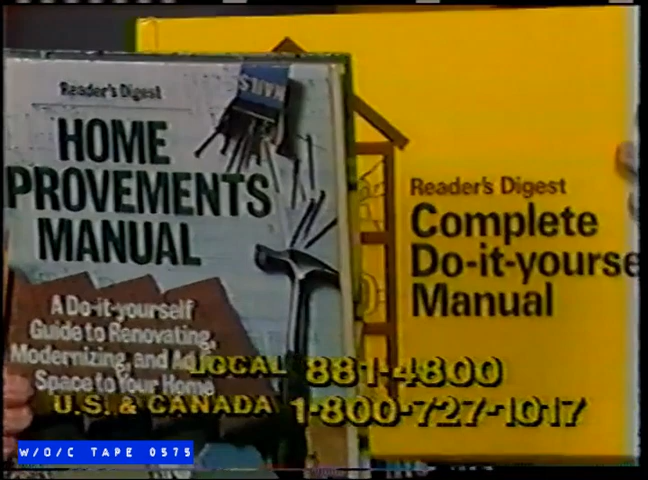 Reader's Digest
HOME
PROVEMENTS
MANUAL
A Do-it-yourself
Guide to Renovating,
Modernizing, and Ad
Space to Your Home
NAILS
Reader's Digest
Complete
Do-it-yourse
Manual
LOCAL 881-4800
U.S. & CANADA 1-800-727-1017
W/O/C TAPE 0575